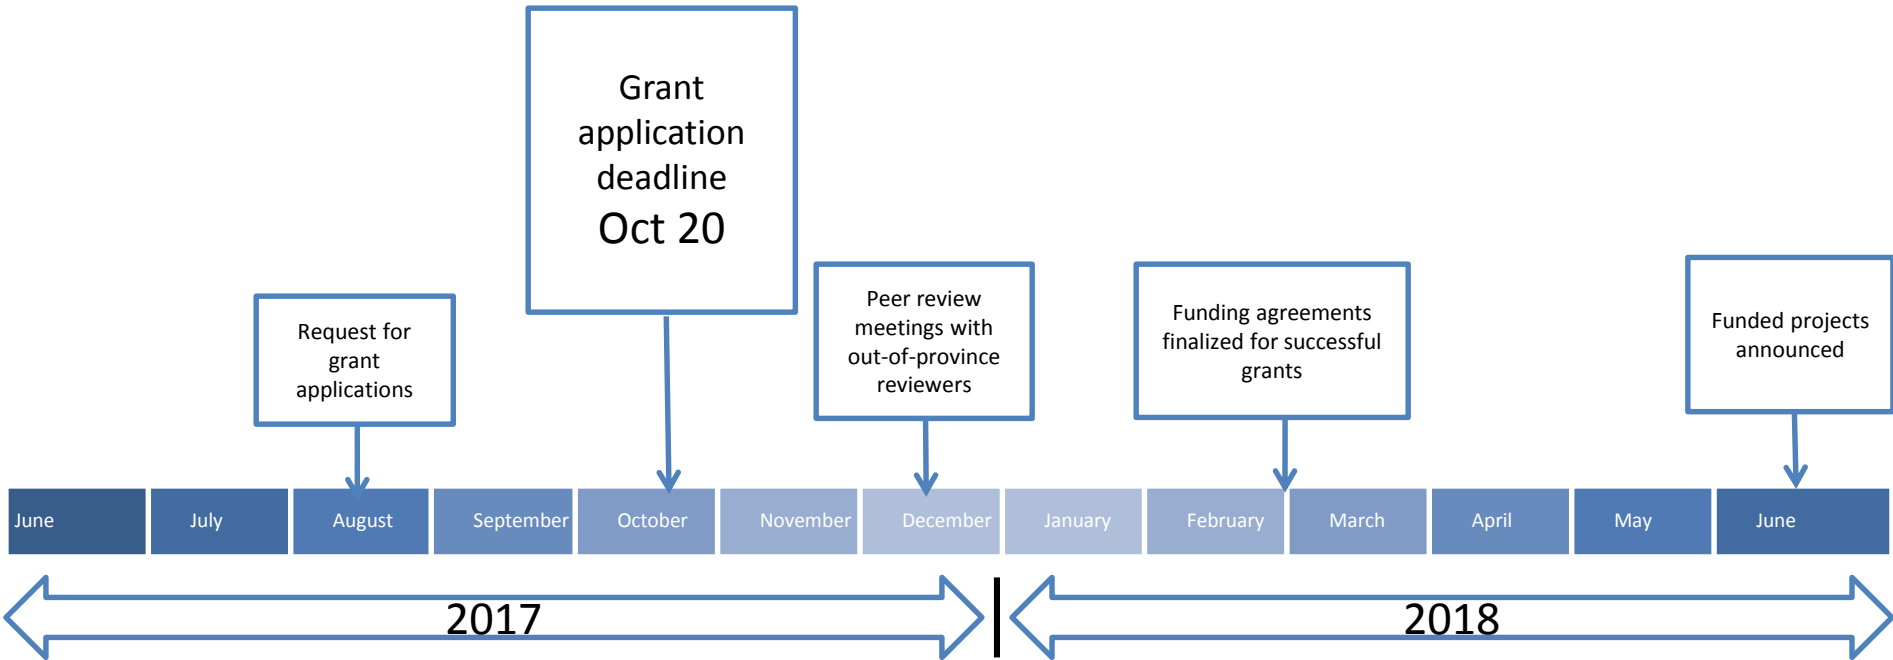 Grant
application
deadline
Oct 20
Request for
grant
applications
Peer review
meetings with
out-of-province
reviewers
Funding agreements
finalized for successful
grants
Funded projects
announced
June
July
August
September
October
November
December
January
February
March
April
May
June
2017
2018